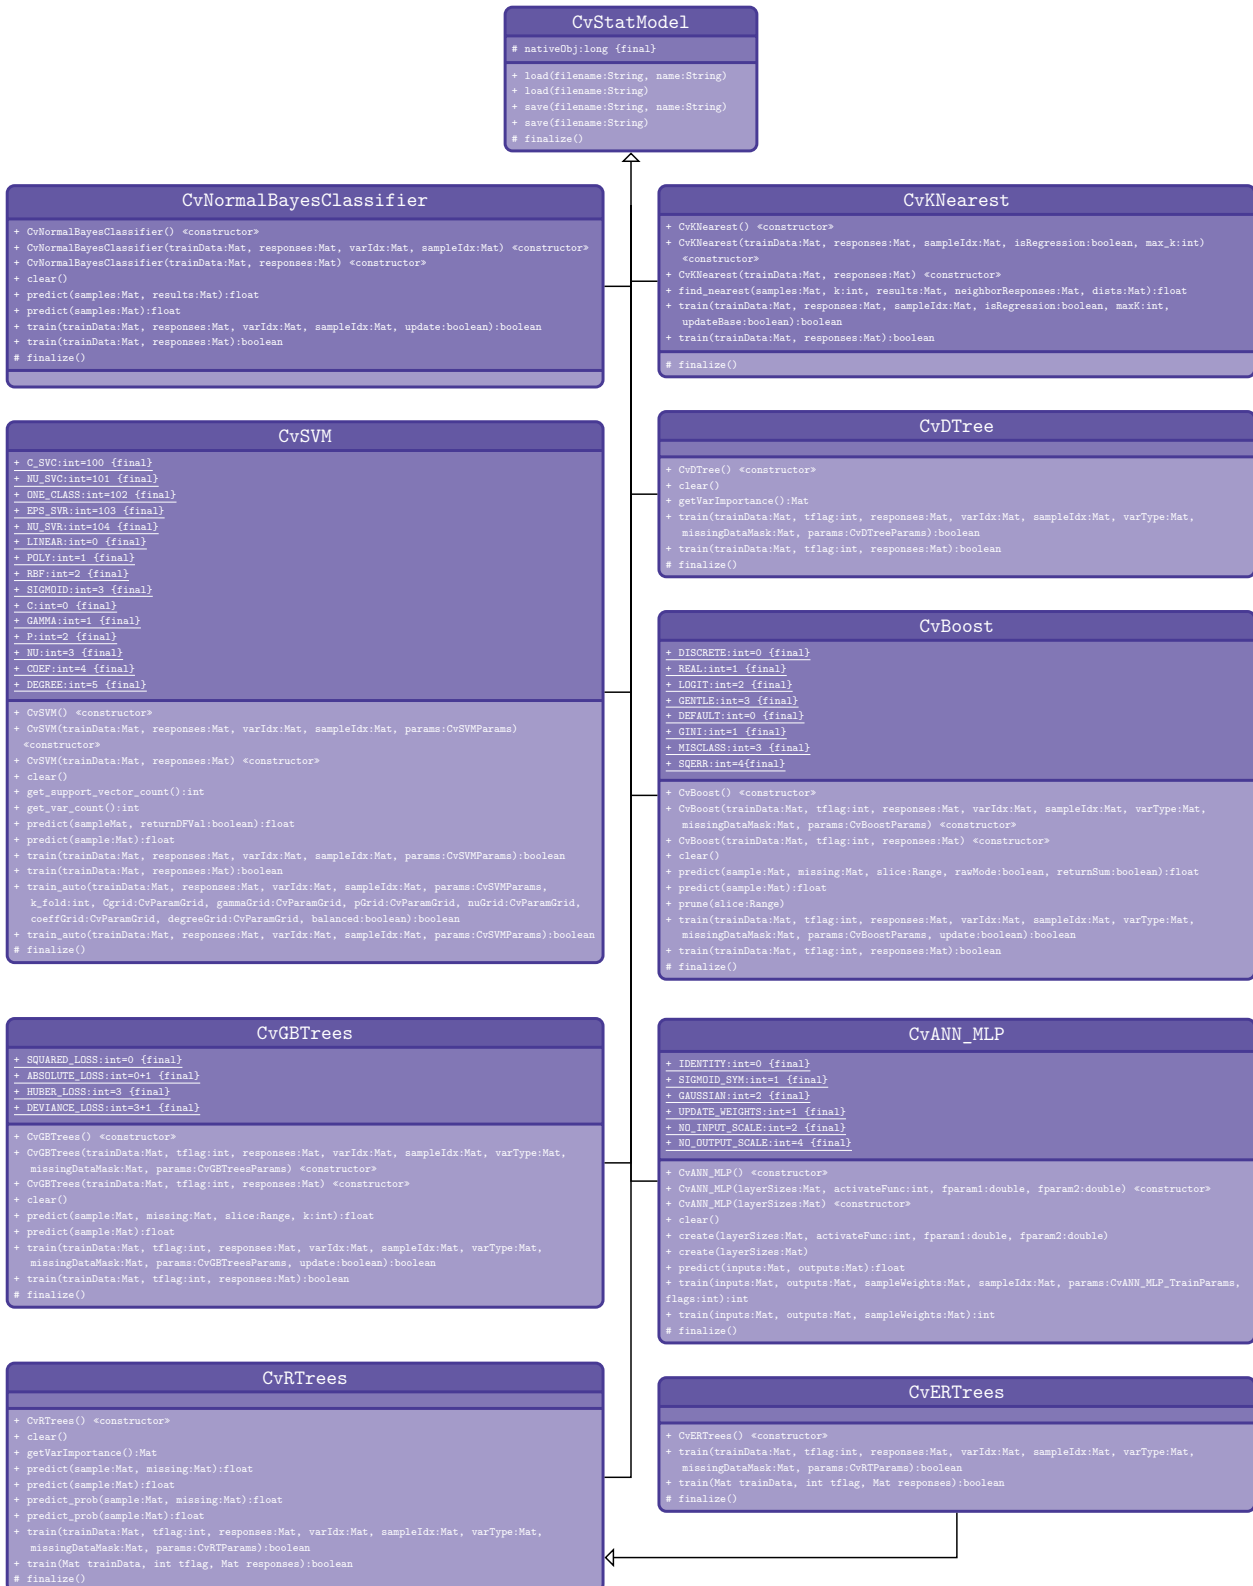 CvStatModel
# nativeObj:long {final}
+ load(filename:String, name:String)
+ load(filename:String)
+ save(filename:String, name:String)
+ save(filename:String)
# finalize()
CvNormalBayesClassifier
+ CvNormalBayesClassifier() «constructor»
+ CvNormalBayesClassifier(trainData:Mat, responses:Mat, varIdx:Mat, sampleIdx:Mat) «constructor»
+ CvNormalBayesClassifier(trainData:Mat, responses:Mat) «constructor»
+ clear()
+ predict(samples:Mat, results:Mat):float
+ predict(samples:Mat):float
+ train(trainData:Mat, responses:Mat, varIdx:Mat, sampleIdx:Mat, update:boolean):boolean
+ train(trainData:Mat, responses:Mat):boolean
# finalize()
CvKNearest
+ CvKNearest() «constructor»
+ CvKNearest(trainData:Mat, responses:Mat, sampleIdx:Mat, isRegression:boolean, max_k:int)
«constructor»
+ CvKNearest(trainData:Mat, responses:Mat) «constructor»
+ find_nearest(samples:Mat, k:int, results:Mat, neighborResponses:Mat, dists:Mat):float
+ train(trainData:Mat, responses:Mat, sampleIdx:Mat, isRegression:boolean, maxK:int,
updateBase:boolean):boolean
+ train(trainData:Mat, responses:Mat):boolean
# finalize()
CvSVM
+ C_SVC:int=100 {final}
+ NU_SVC:int=101 {final}
+ ONE_CLASS:int=102 {final}
+ EPS_SVR:int=103 {final}
+ NU_SVR:int=104 {final}
+ LINEAR:int=0 {final}
+ POLY:int=1 {final}
+ RBF:int=2 {final}
+ SIGMOID:int=3 {final}
+ C:int=0 {final}
+ GAMMA:int=1 {final}
+ P:int=2 {final}
+ NU:int=3 {final}
+ COEF:int=4 {final}
+ DEGREE:int=5 {final}
+ CvSVM() «constructor»
+ CvSVM(trainData:Mat, responses:Mat, varIdx:Mat, sampleIdx:Mat, params:CvSVMParams)
«constructor»
+ CvSVM(trainData:Mat, responses:Mat) «constructor»
+ clear()
+ get_support_vector_count():int
+ get_var_count():int
+ predict(sampleMat, returnDFVal:boolean):float
+ predict(sample:Mat):float
+ train(trainData:Mat, responses:Mat, varIdx:Mat, sampleIdx:Mat, params:CvSVMParams):boolean
+ train(trainData:Mat, responses:Mat):boolean
+ train_auto(trainData:Mat, responses:Mat, varIdx:Mat, sampleIdx:Mat, params:CvSVMParams,
k_fold:int, Cgrid:CvParamGrid, gammaGrid:CvParamGrid, pGrid:CvParamGrid, nuGrid:CvParamGrid,
coeffGrid:CvParamGrid, degreeGrid:CvParamGrid, balanced:boolean):boolean
+ train_auto(trainData:Mat, responses:Mat, varIdx:Mat, sampleIdx:Mat, params:CvSVMParams):boolean
# finalize()
CvDTree
+ CvDTree() «constructor»
+ clear()
+ getVarImportance():Mat
+ train(trainData:Mat, tflag:int, responses:Mat, varIdx:Mat, sampleIdx:Mat, varType:Mat,
missingDataMask:Mat, params:CvDTreeParams):boolean
+ train(trainData:Mat, tflag:int, responses:Mat):boolean
# finalize()
CvBoost
+ DISCRETE:int=0 {final}
+ REAL:int=1 {final}
+ LOGIT:int=2 {final}
+ GENTLE:int=3 {final}
+ DEFAULT:int=0 {final}
+ GINI:int=1 {final}
+ MISCLASS:int=3 {final}
+ SQERR:int=4{final}
+ CvBoost() «constructor»
+ CvBoost(trainData:Mat, tflag:int, responses:Mat, varIdx:Mat, sampleIdx:Mat, varType:Mat,
missingDataMask:Mat, params:CvBoostParams) «constructor»
+ CvBoost(trainData:Mat, tflag:int, responses:Mat) «constructor»
+ clear()
+ predict(sample:Mat, missing:Mat, slice:Range, rawMode:boolean, returnSum:boolean):float
+ predict(sample:Mat):float
+ prune(slice:Range)
+ train(trainData:Mat, tflag:int, responses:Mat, varIdx:Mat, sampleIdx:Mat, varType:Mat,
missingDataMask:Mat, params:CvBoostParams, update:boolean):boolean
+ train(trainData:Mat, tflag:int, responses:Mat):boolean
# finalize()
CvGBTrees
+ SQUARED_LOSS:int=0 {final}
+ ABSOLUTE_LOSS:int=0+1 {final}
+ HUBER_LOSS:int=3 {final}
+ DEVIANCE_LOSS:int=3+1 {final}
+ CvGBTrees() «constructor»
+ CvGBTrees(trainData:Mat, tflag:int, responses:Mat, varIdx:Mat, sampleIdx:Mat, varType:Mat,
missingDataMask:Mat, params:CvGBTreesParams) «constructor»
+ CvGBTrees(trainData:Mat, tflag:int, responses:Mat) «constructor»
+ clear()
+ predict(sample:Mat, missing:Mat, slice:Range, k:int):float
+ predict(sample:Mat):float
+ train(trainData:Mat, tflag:int, responses:Mat, varIdx:Mat, sampleIdx:Mat, varType:Mat,
missingDataMask:Mat, params:CvGBTreesParams, update:boolean):boolean
+ train(trainData:Mat, tflag:int, responses:Mat):boolean
# finalize()
CvANN_MLP
+ IDENTITY:int=0 {final}
+ SIGMOID_SYM:int=1 {final}
+ GAUSSIAN:int=2 {final}
+ UPDATE_WEIGHTS:int=1 {final}
+ NO_INPUT_SCALE:int=2 {final}
+ NO_OUTPUT_SCALE:int=4 {final}
+ CvANN_MLP() «constructor»
+ CvANN_MLP(layerSizes:Mat, activateFunc:int, fparam1:double, fparam2:double) «constructor»
+ CvANN_MLP(layerSizes:Mat) «constructor»
+ clear()
+ create(layerSizes:Mat, activateFunc:int, fparam1:double, fparam2:double)
+ create(layerSizes:Mat)
+ predict(inputs:Mat, outputs:Mat):float
+ train(inputs:Mat, outputs:Mat, sampleWeights:Mat, sampleIdx:Mat, params:CvANN_MLP_TrainParams,
flags:int):int
+ train(inputs:Mat, outputs:Mat, sampleWeights:Mat):int
# finalize()
CvRTrees
+ CvRTrees() «constructor»
+ clear()
+ getVarImportance():Mat
+ predict(sample:Mat, missing:Mat):float
+ predict(sample:Mat):float
+ predict_prob(sample:Mat, missing:Mat):float
+ predict_prob(sample:Mat):float
+ train(trainData:Mat, tflag:int, responses:Mat, varIdx:Mat, sampleIdx:Mat, varType:Mat,
missingDataMask:Mat, params:CvRTParams):boolean
+ train(Mat trainData, int tflag, Mat responses):boolean
# finalize()
CvERTrees
+ CvERTrees() «constructor»
+ train(trainData:Mat, tflag:int, responses:Mat, varIdx:Mat, sampleIdx:Mat, varType:Mat,
missingDataMask:Mat, params:CvRTParams):boolean
+ train(Mat trainData, int tflag, Mat responses):boolean
# finalize()